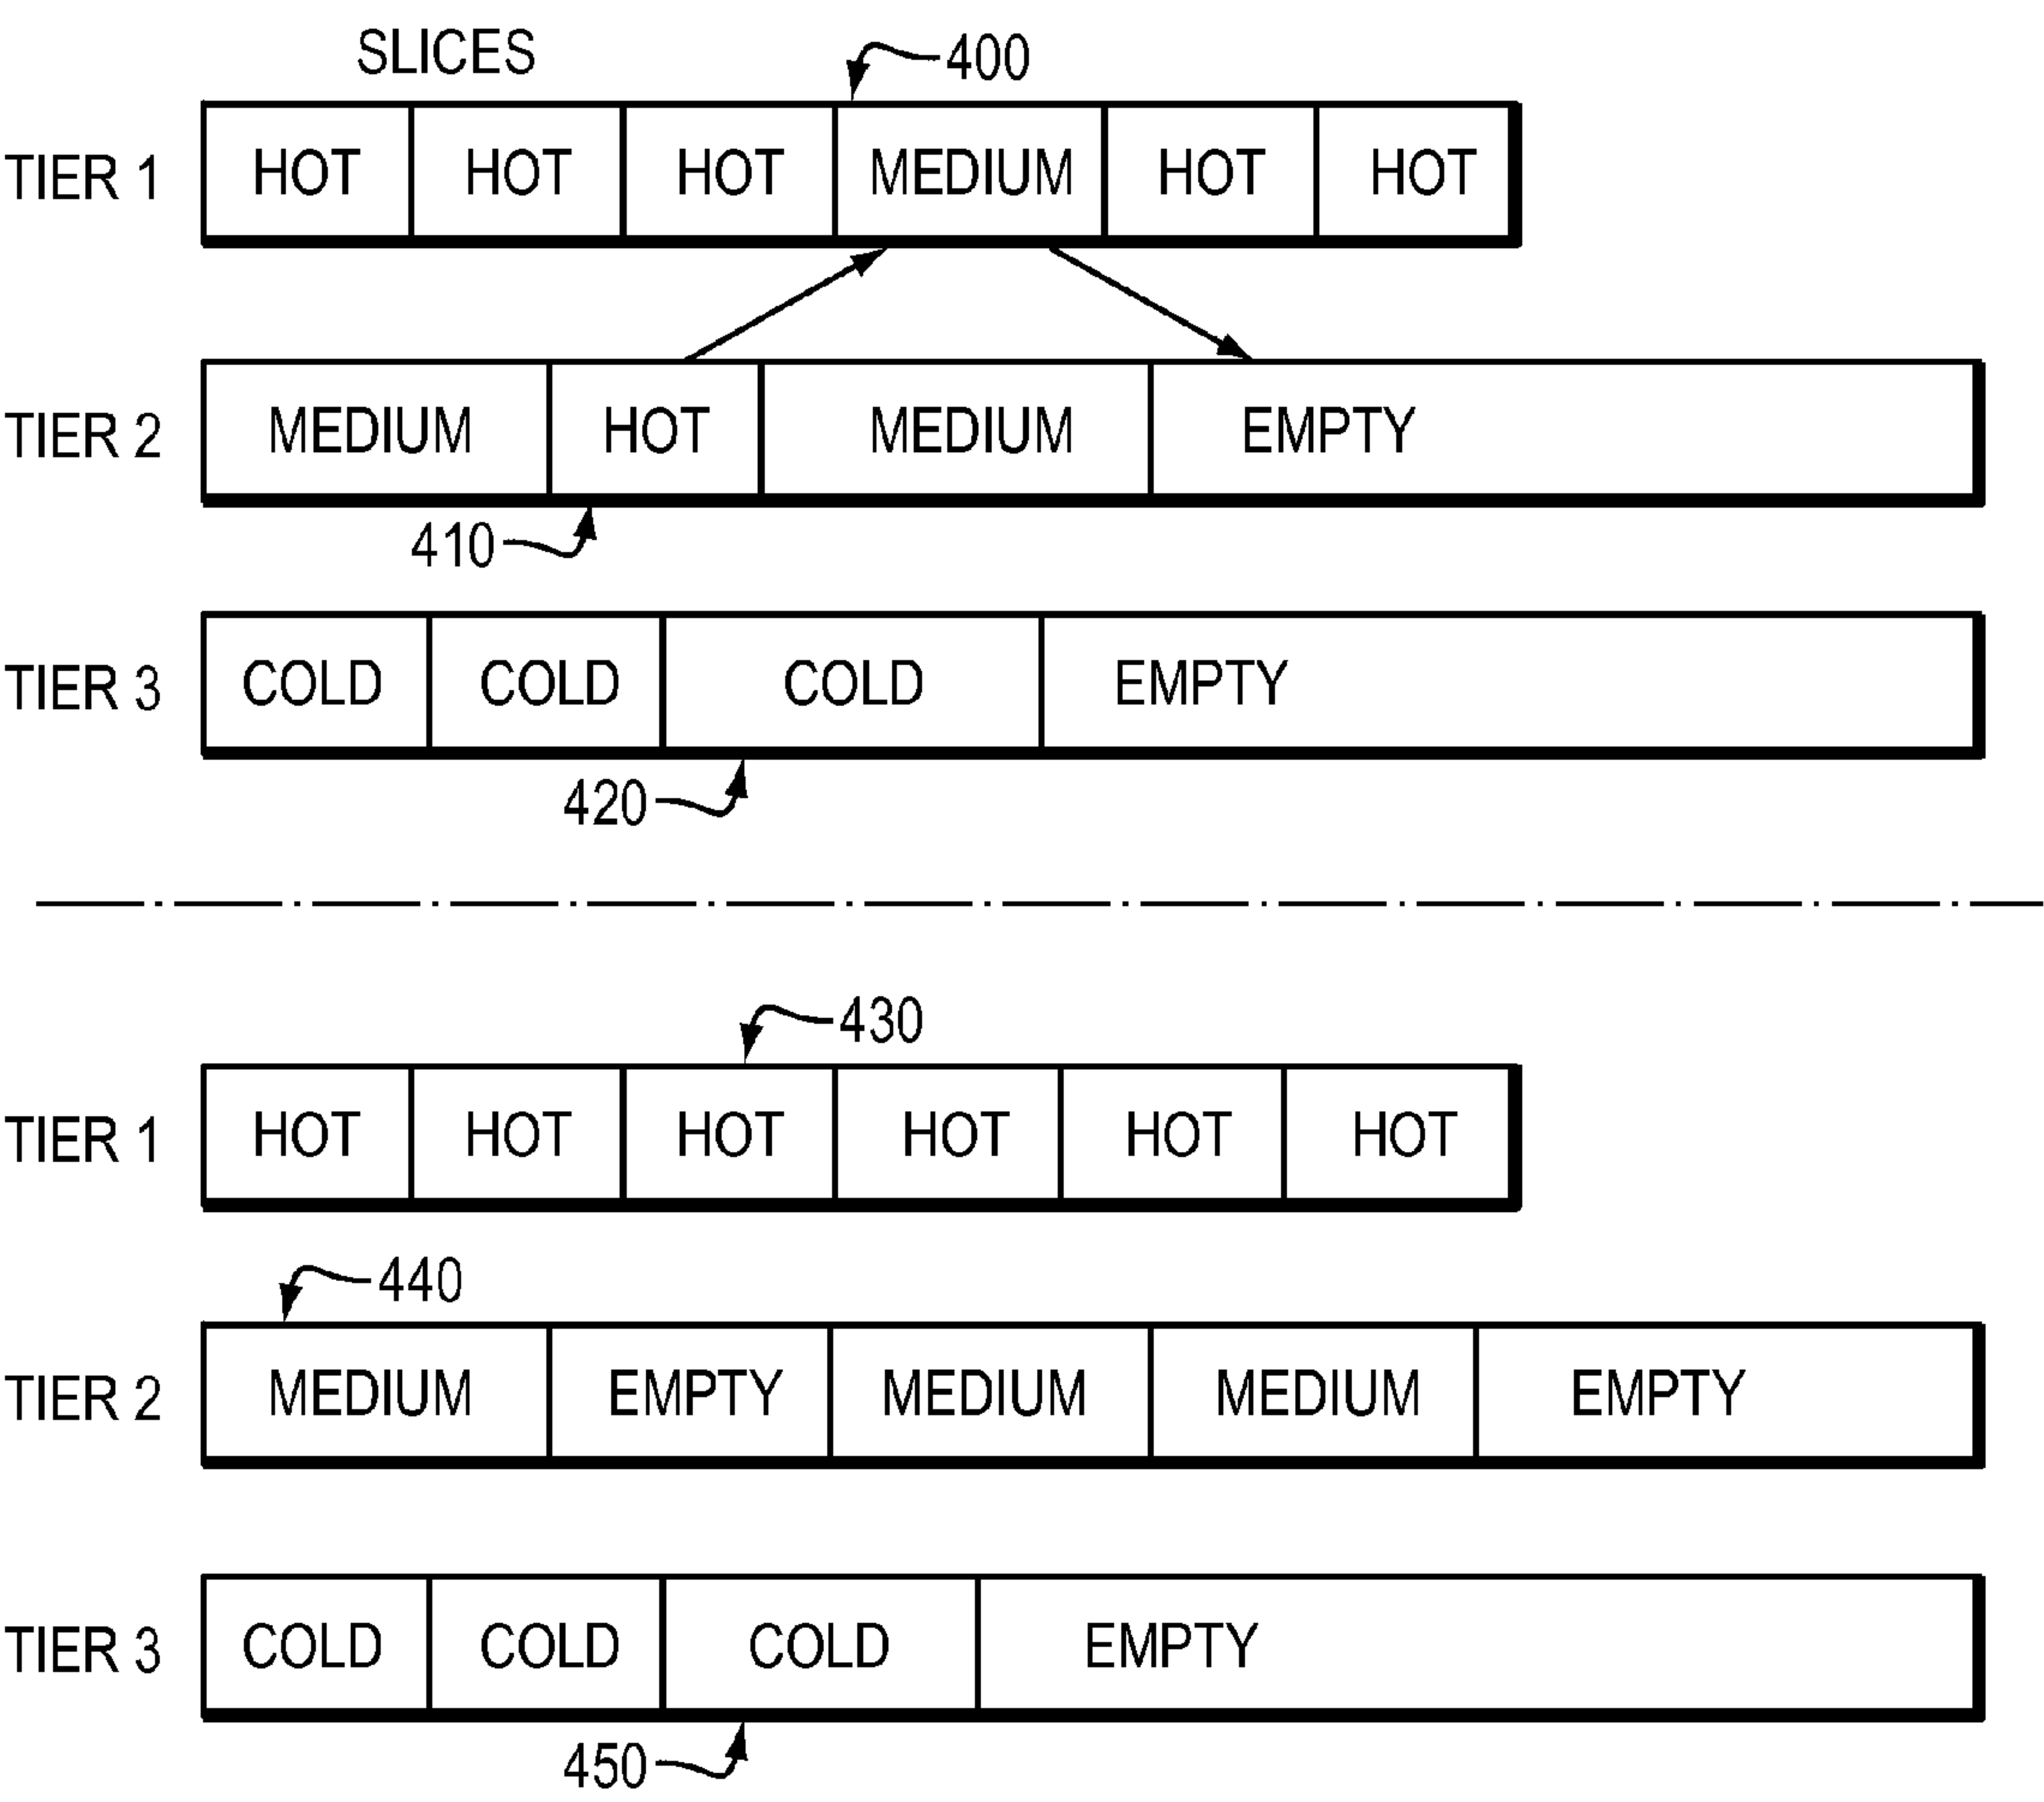 SLICES 400
TIER 1 HOT HOT HOT MEDIUM HOT HOT
TIER 2 MEDIUM HOT MEDIUM EMPTY
410
TIER 3 COLD COLD COLD EMPTY
420
430
TIER 1 HOT HOT HOT HOT HOT HOT
440
TIER 2 MEDIUM EMPTY MEDIUM MEDIUM EMPTY
TIER 3 COLD COLD COLD EMPTY
450